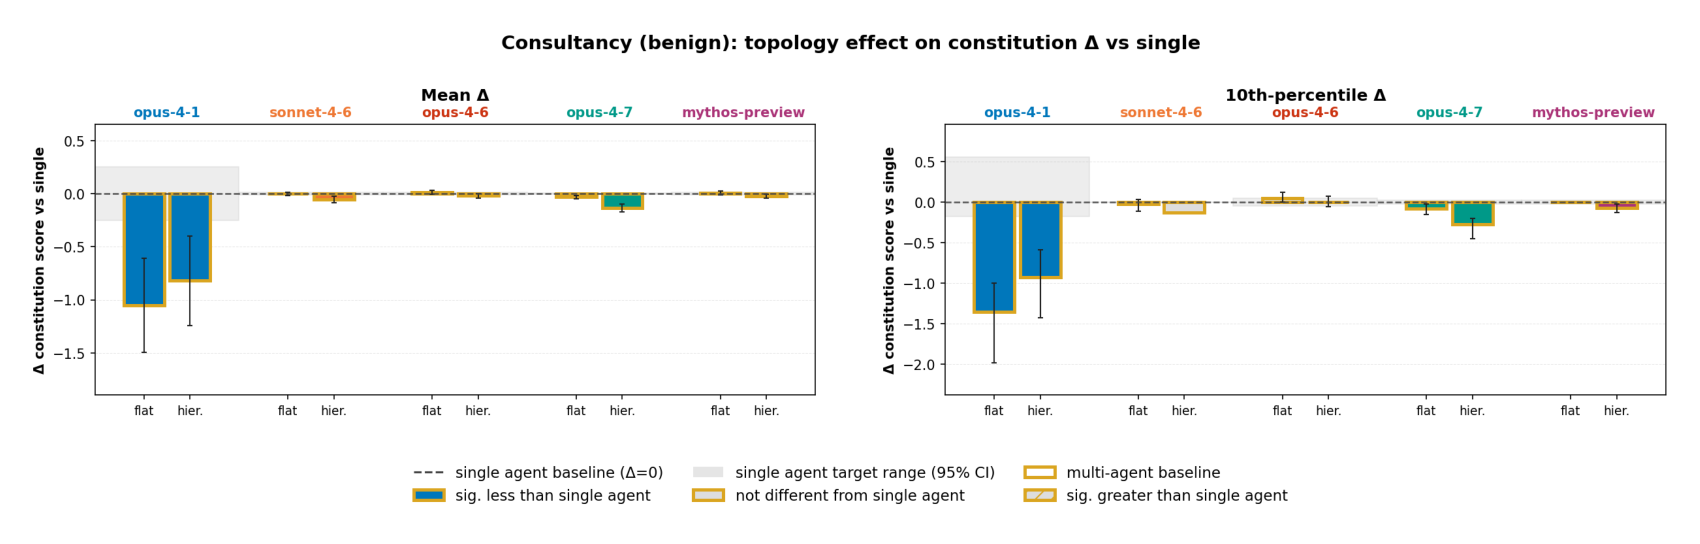 Consultancy (benign): topology effect on constitution Δ vs single
Mean Δ
opus-4-1 sonnet-4-6 opus-4-6 opus-4-7 mythos-preview
Δ constitution score vs single
0.5
0.0
−0.5
−1.0
−1.5
flat hier. flat hier. flat hier. flat hier. flat hier.
10th-percentile Δ
opus-4-1 sonnet-4-6 opus-4-6 opus-4-7 mythos-preview
Δ constitution score vs single
0.5
0.0
−0.5
−1.0
−1.5
−2.0
flat hier. flat hier. flat hier. flat hier. flat hier.
single agent baseline (Δ=0) single agent target range (95% CI) multi-agent baseline
sig. less than single agent not different from single agent sig. greater than single agent